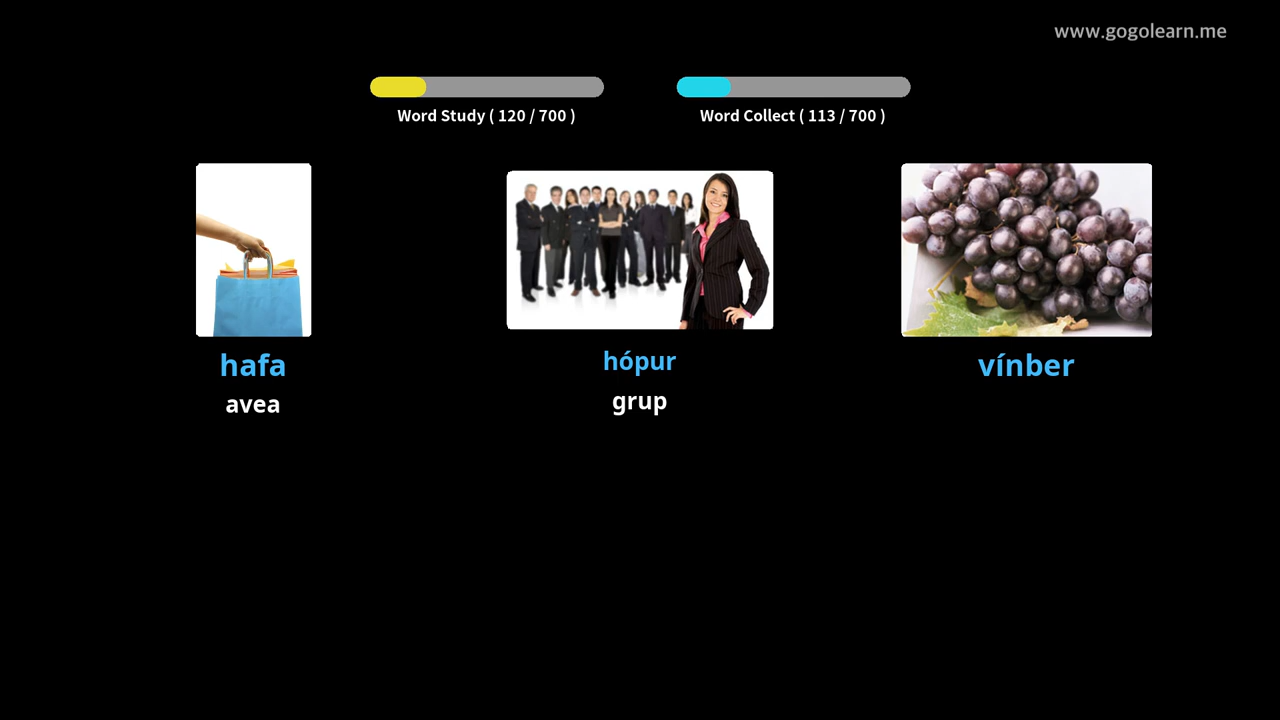 www.gogolearn.me
Word Study ( 120 / 700 )
Word Collect ( 113 / 700 )
hafa
avea
hópur
grup
vínber